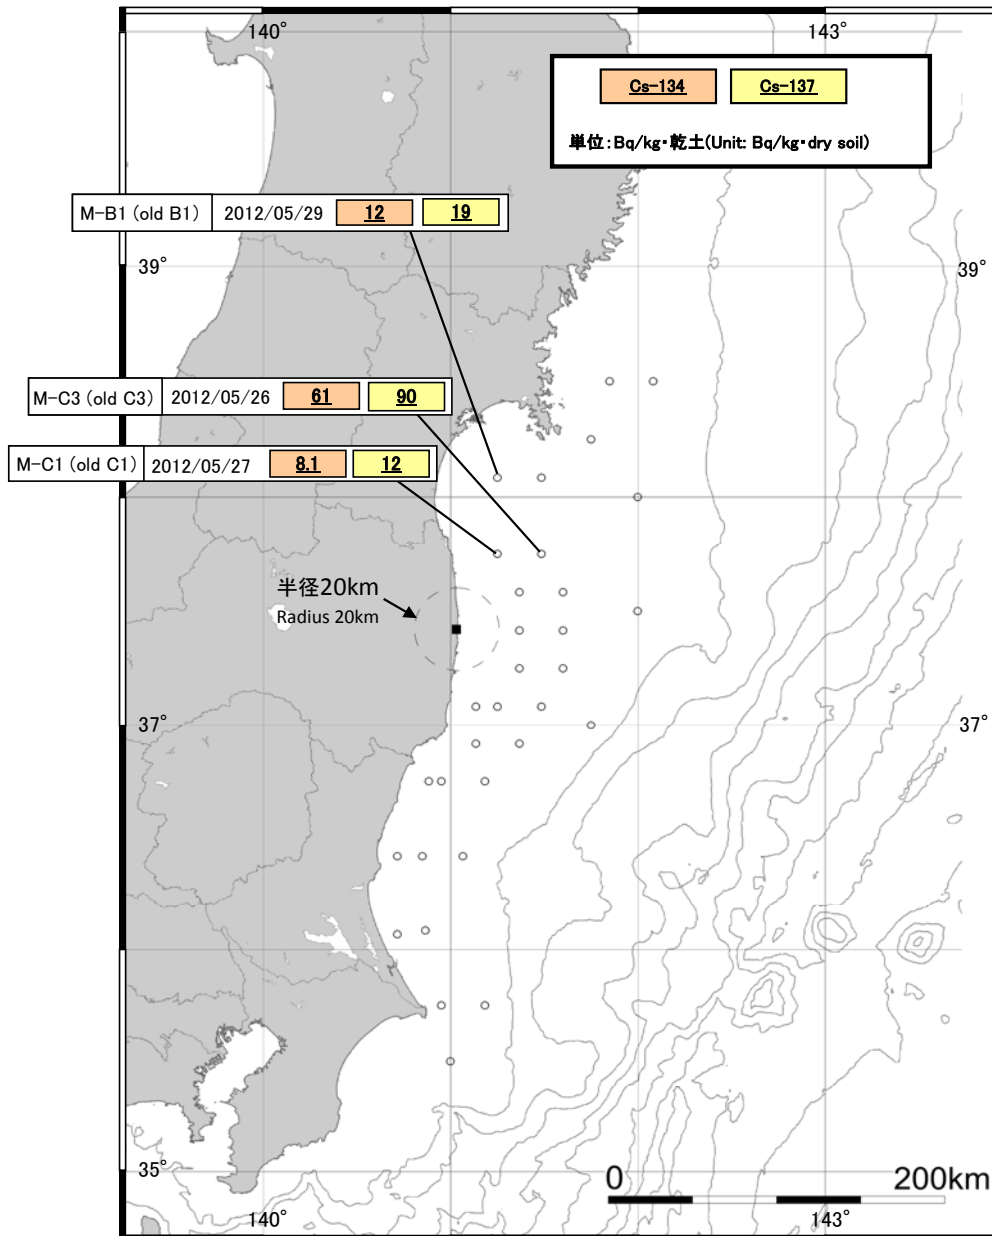 140°
143°
Cs-134
Cs-137
単位:Bq/kg・乾土(Unit: Bq/kg・dry soil)
M-B1 (old B1) 2012/05/29 12 19
39°
39°
M-C3 (old C3) 2012/05/26 61 90
M-C1 (old C1) 2012/05/27 8.1 12
半径20km
Radius 20km
37°
37°
35°
0 200km
140°
143°